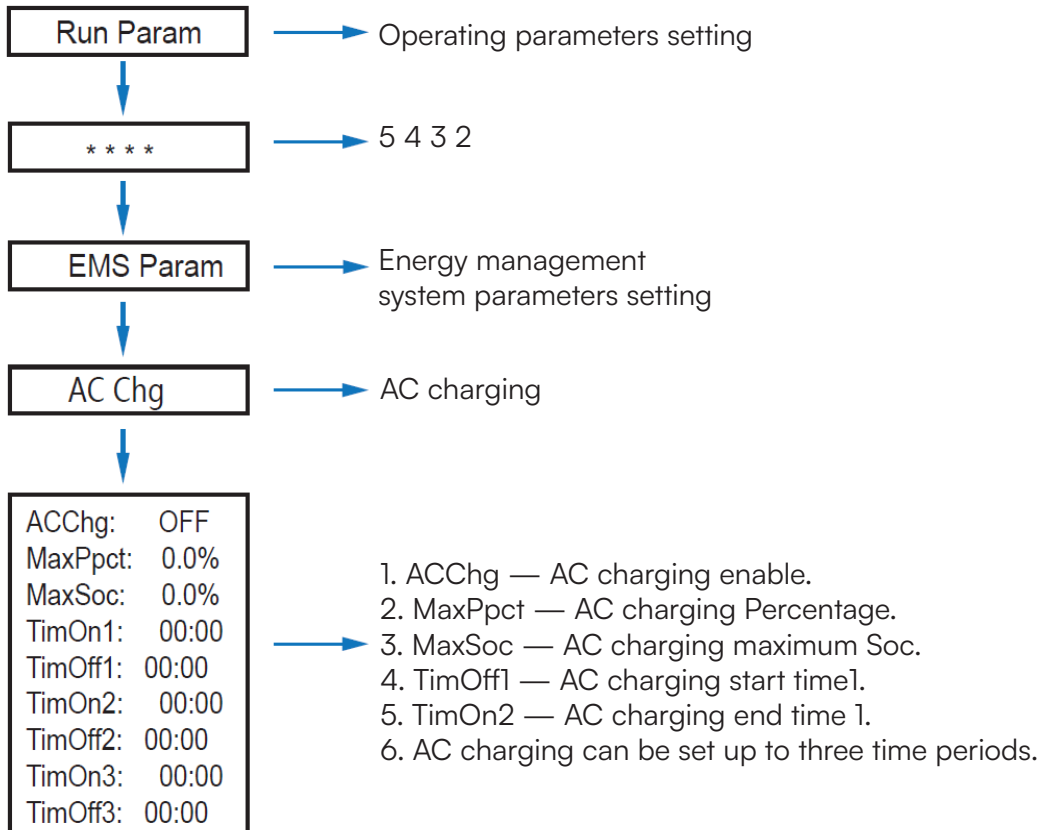 Run Param
Operating parameters setting
* * * *
5 4 3 2
EMS Param
Energy management
system parameters setting
AC Chg
AC charging
ACChg: OFF
MaxPpct: 0.0%
MaxSoc: 0.0%
TimOn1: 00:00
TimOff1: 00:00
TimOn2: 00:00
TimOff2: 00:00
TimOn3: 00:00
TimOff3: 00:00
1. ACChg — AC charging enable.
2. MaxPpct — AC charging Percentage.
3. MaxSoc — AC charging maximum Soc.
4. TimOff1 — AC charging start time1.
5. TimOn2 — AC charging end time 1.
6. AC charging can be set up to three time periods.